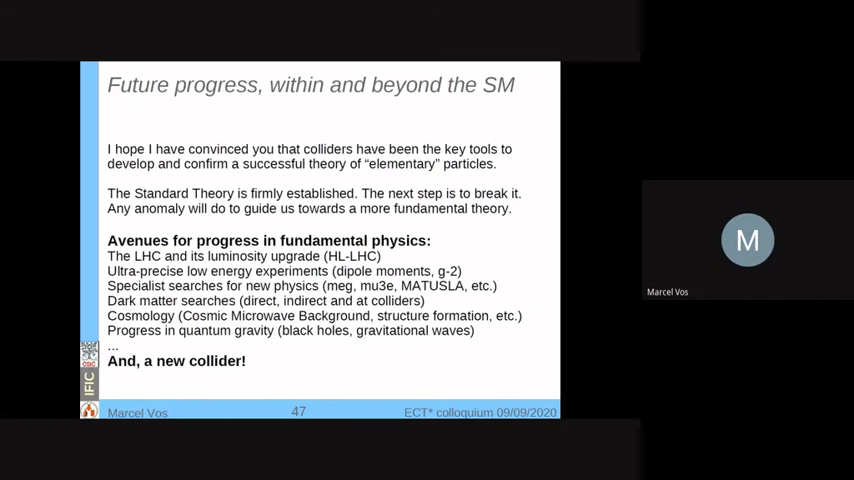 Future progress, within and beyond the SM
I hope I have convinced you that colliders have been the key tools to
develop and confirm a successful theory of “elementary” particles.
The Standard Theory is firmly established. The next step is to break it.
Any anomaly will do to guide us towards a more fundamental theory.
Avenues for progress in fundamental physics:
The LHC and its luminosity upgrade (HL-LHC)
Ultra-precise low energy experiments (dipole moments, g-2)
Specialist searches for new physics (meg, mu3e, MATUSLA, etc.)
Dark matter searches (direct, indirect and at colliders)
Cosmology (Cosmic Microwave Background, structure formation, etc.)
Progress in quantum gravity (black holes, gravitational waves)
...
And, a new collider!
CSIC
IFIC
Marcel Vos
47
ECT* colloquium 09/09/2020
M
Marcel Vos